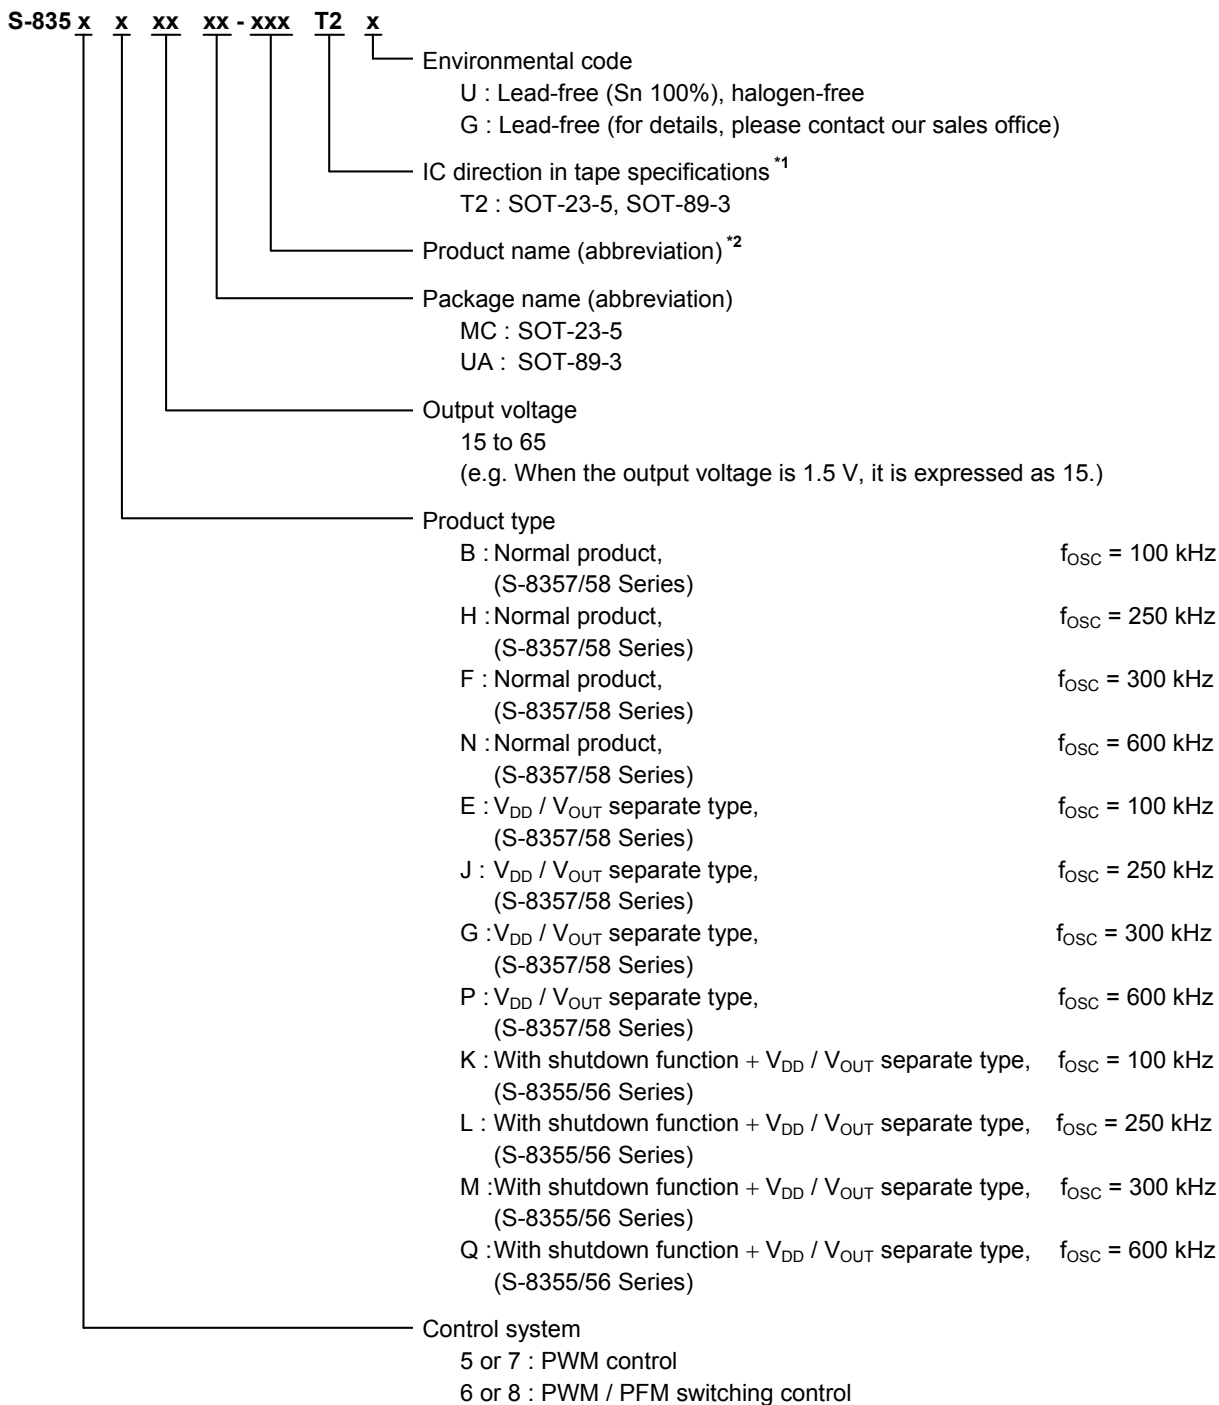 S-835 x x xx xx - xxx T2 x
Environmental code
U : Lead-free (Sn 100%), halogen-free
G : Lead-free (for details, please contact our sales office)
IC direction in tape specifications *1
T2 : SOT-23-5, SOT-89-3
Product name (abbreviation) *2
Package name (abbreviation)
MC : SOT-23-5
UA : SOT-89-3
Output voltage
15 to 65
(e.g. When the output voltage is 1.5 V, it is expressed as 15.)
Product type
B : Normal product, fOSC = 100 kHz
(S-8357/58 Series)
H : Normal product, fOSC = 250 kHz
(S-8357/58 Series)
F : Normal product, fOSC = 300 kHz
(S-8357/58 Series)
N : Normal product, fOSC = 600 kHz
(S-8357/58 Series)
E : VDD / VOUT separate type, fOSC = 100 kHz
(S-8357/58 Series)
J : VDD / VOUT separate type, fOSC = 250 kHz
(S-8357/58 Series)
G : VDD / VOUT separate type, fOSC = 300 kHz
(S-8357/58 Series)
P : VDD / VOUT separate type, fOSC = 600 kHz
(S-8357/58 Series)
K : With shutdown function + VDD / VOUT separate type, fOSC = 100 kHz
(S-8355/56 Series)
L : With shutdown function + VDD / VOUT separate type, fOSC = 250 kHz
(S-8355/56 Series)
M : With shutdown function + VDD / VOUT separate type, fOSC = 300 kHz
(S-8355/56 Series)
Q : With shutdown function + VDD / VOUT separate type, fOSC = 600 kHz
(S-8355/56 Series)
Control system
5 or 7 : PWM control
6 or 8 : PWM / PFM switching control